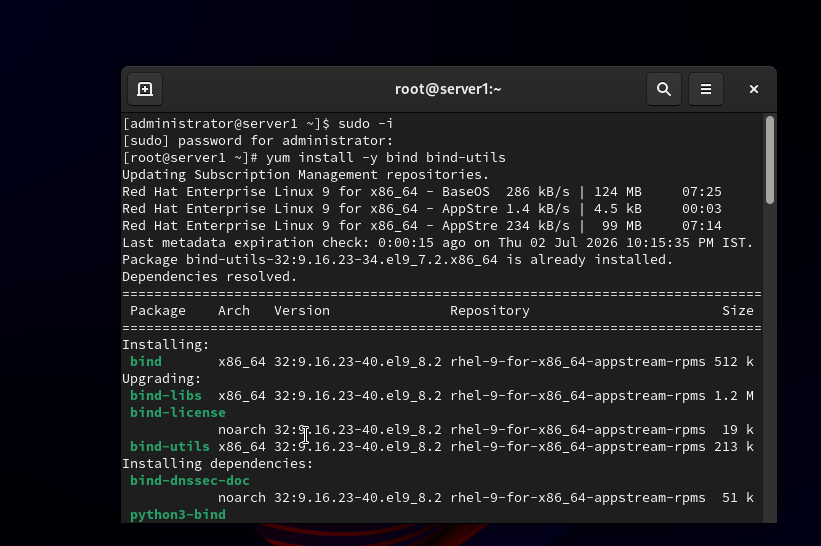 root@server1:~
[administrator@server1 ~]$ sudo -i
[sudo] password for administrator:
[root@server1 ~]# yum install -y bind bind-utils
Updating Subscription Management repositories.
Red Hat Enterprise Linux 9 for x86_64 - BaseOS  286 kB/s | 124 MB     07:25
Red Hat Enterprise Linux 9 for x86_64 - AppStre 1.4 kB/s | 4.5 kB     00:03
Red Hat Enterprise Linux 9 for x86_64 - AppStre 234 kB/s |  99 MB     07:14
Last metadata expiration check: 0:00:15 ago on Thu 02 Jul 2026 10:15:35 PM IST.
Package bind-utils-32:9.16.23-34.el9_7.2.x86_64 is already installed.
Dependencies resolved.
================================================================================
 Package    Arch   Version               Repository                        Size
================================================================================
Installing:
 bind       x86_64 32:9.16.23-40.el9_8.2 rhel-9-for-x86_64-appstream-rpms 512 k
Upgrading:
 bind-libs  x86_64 32:9.16.23-40.el9_8.2 rhel-9-for-x86_64-appstream-rpms 1.2 M
 bind-license
            noarch 32:9.16.23-40.el9_8.2 rhel-9-for-x86_64-appstream-rpms  19 k
 bind-utils x86_64 32:9.16.23-40.el9_8.2 rhel-9-for-x86_64-appstream-rpms 213 k
Installing dependencies:
 bind-dnssec-doc
            noarch 32:9.16.23-40.el9_8.2 rhel-9-for-x86_64-appstream-rpms  51 k
 python3-bind